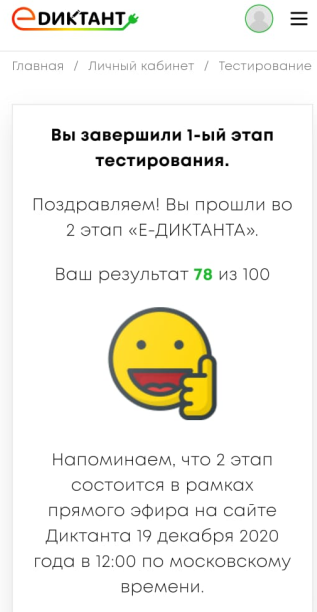 еДИКТАНТ
Главная / Личный кабинет / Тестирование
Вы завершили 1-ый этап
тестирования.
Поздравляем! Вы прошли во
2 этап «Е-ДИКТАНТА».
Ваш результат 78 из 100
Напоминаем, что 2 этап
состоится в рамках
прямого эфира на сайте
Диктанта 19 декабря 2020
года в 12:00 по московскому
времени.